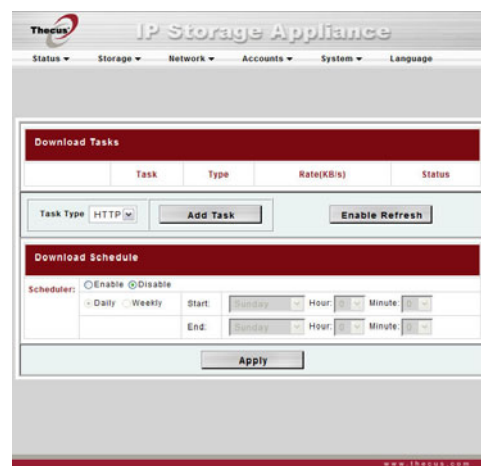 Thecus
IP Storage Appliance
Status Storage Network Accounts System Language
Download Tasks
Task Type Rate(KB/s) Status
Task Type HTTP Add Task Enable Refresh
Download Schedule
Scheduler: Enable Disable
Daily Weekly Start: Sunday Hour: 0 Minute: 0
End: Sunday Hour: 0 Minute: 0
Apply
www.thecus.com